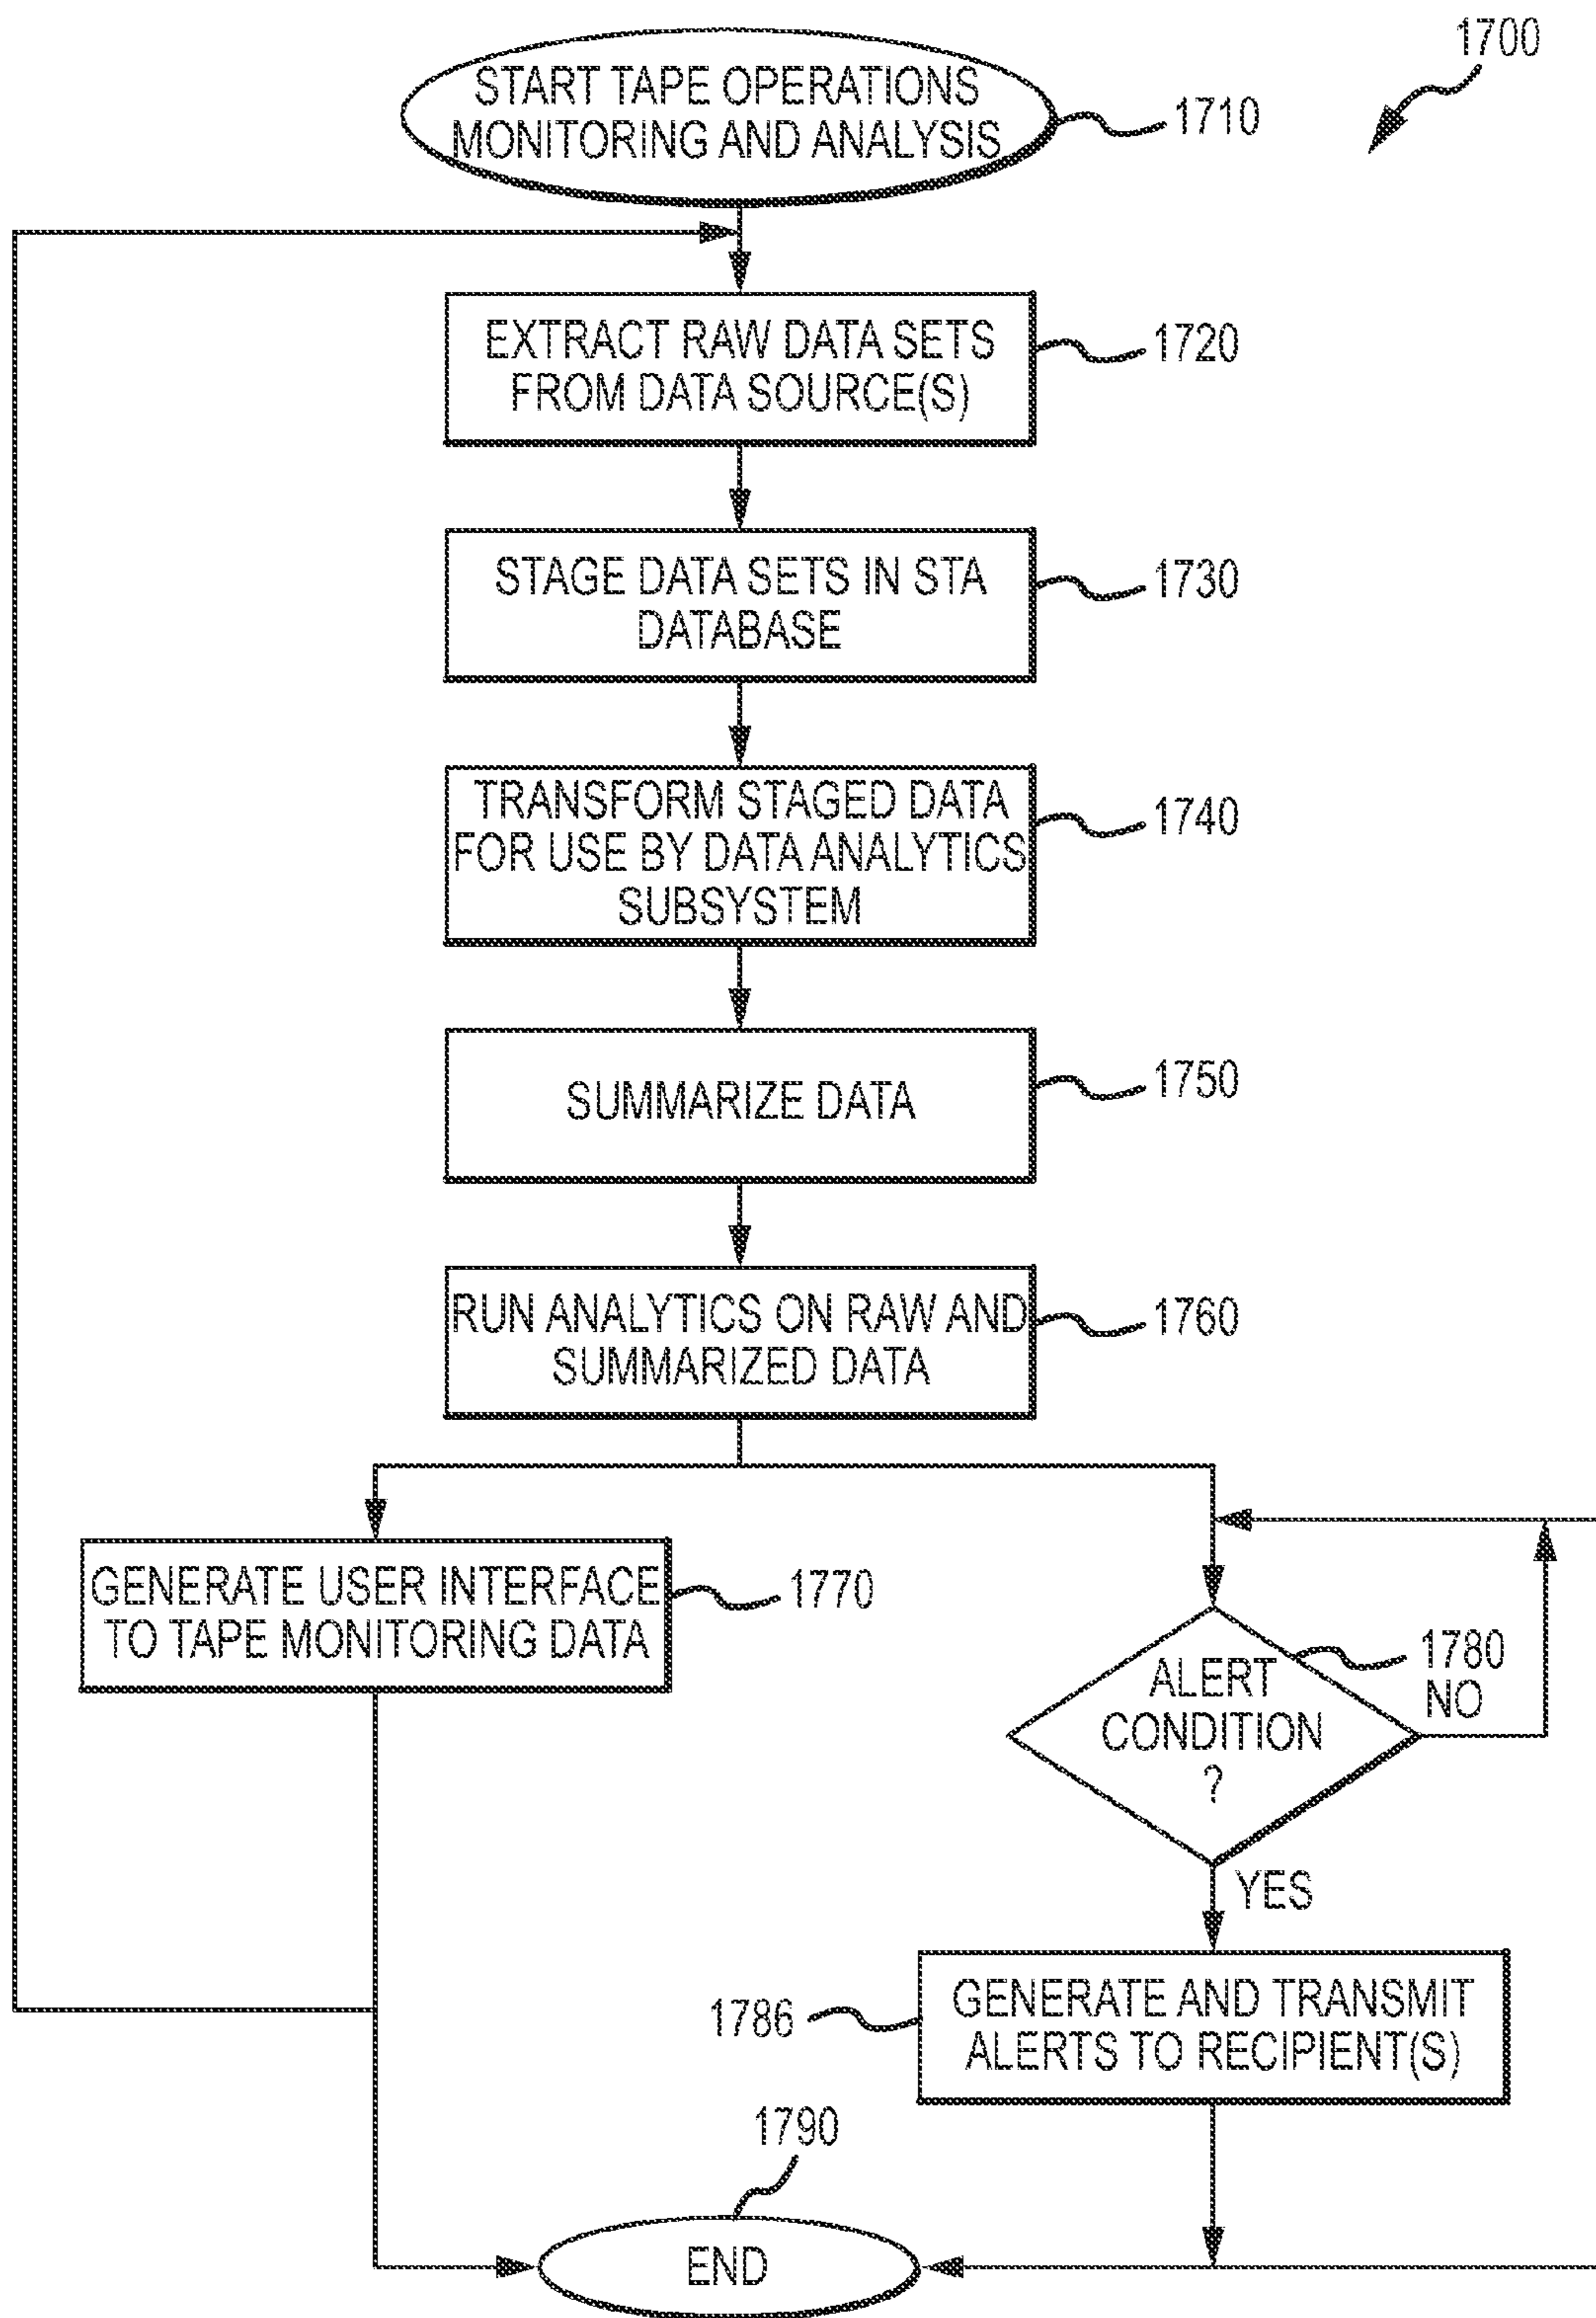 1700
START TAPE OPERATIONS
MONITORING AND ANALYSIS
1710
EXTRACT RAW DATA SETS
FROM DATA SOURCE(S)
1720
STAGE DATA SETS IN STA
DATABASE
1730
TRANSFORM STAGED DATA
FOR USE BY DATA ANALYTICS
SUBSYSTEM
1740
SUMMARIZE DATA
1750
RUN ANALYTICS ON RAW AND
SUMMARIZED DATA
1760
GENERATE USER INTERFACE
TO TAPE MONITORING DATA
1770
ALERT
CONDITION
?
1780
NO
YES
1786
GENERATE AND TRANSMIT
ALERTS TO RECIPIENT(S)
1790
END